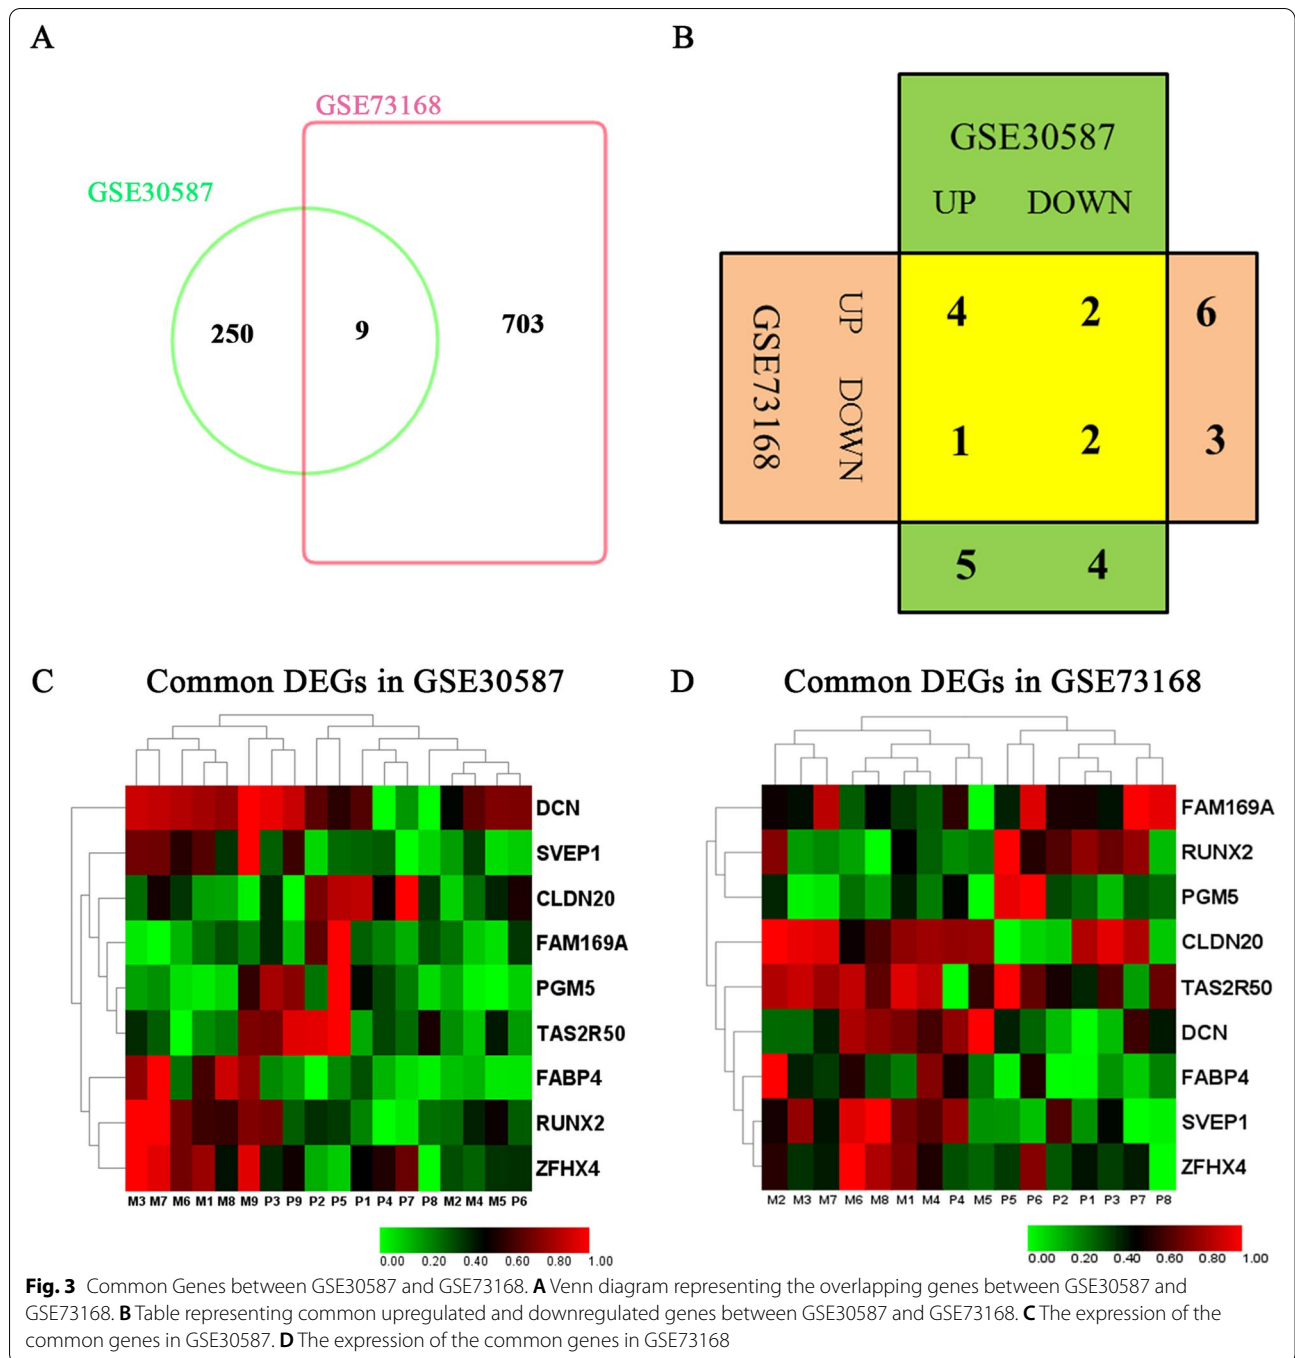 A
GSE73168
GSE30587
250
9
703
B
GSE30587
UP DOWN
GSE73168
UP DOWN
4 2 6
1 2 3
5 4
C Common DEGs in GSE30587
DCN
SVEP1
CLDN20
FAM169A
PGM5
TAS2R50
FABP4
RUNX2
ZFHX4
M3 M7 M6 M1 M8 M9 P3 P9 P2 P5 P1 P4 P7 P8 M2 M4 M5 P6
0.00 0.20 0.40 0.60 0.80 1.00
D Common DEGs in GSE73168
FAM169A
RUNX2
PGM5
CLDN20
TAS2R50
DCN
FABP4
SVEP1
ZFHX4
M2 M3 M7 M6 M8 M1 M4 P4 M5 P5 P6 P2 P1 P3 P7 P8
0.00 0.20 0.40 0.60 0.80 1.00
Fig. 3 Common Genes between GSE30587 and GSE73168. A Venn diagram representing the overlapping genes between GSE30587 and
GSE73168. B Table representing common upregulated and downregulated genes between GSE30587 and GSE73168. C The expression of the
common genes in GSE30587. D The expression of the common genes in GSE73168